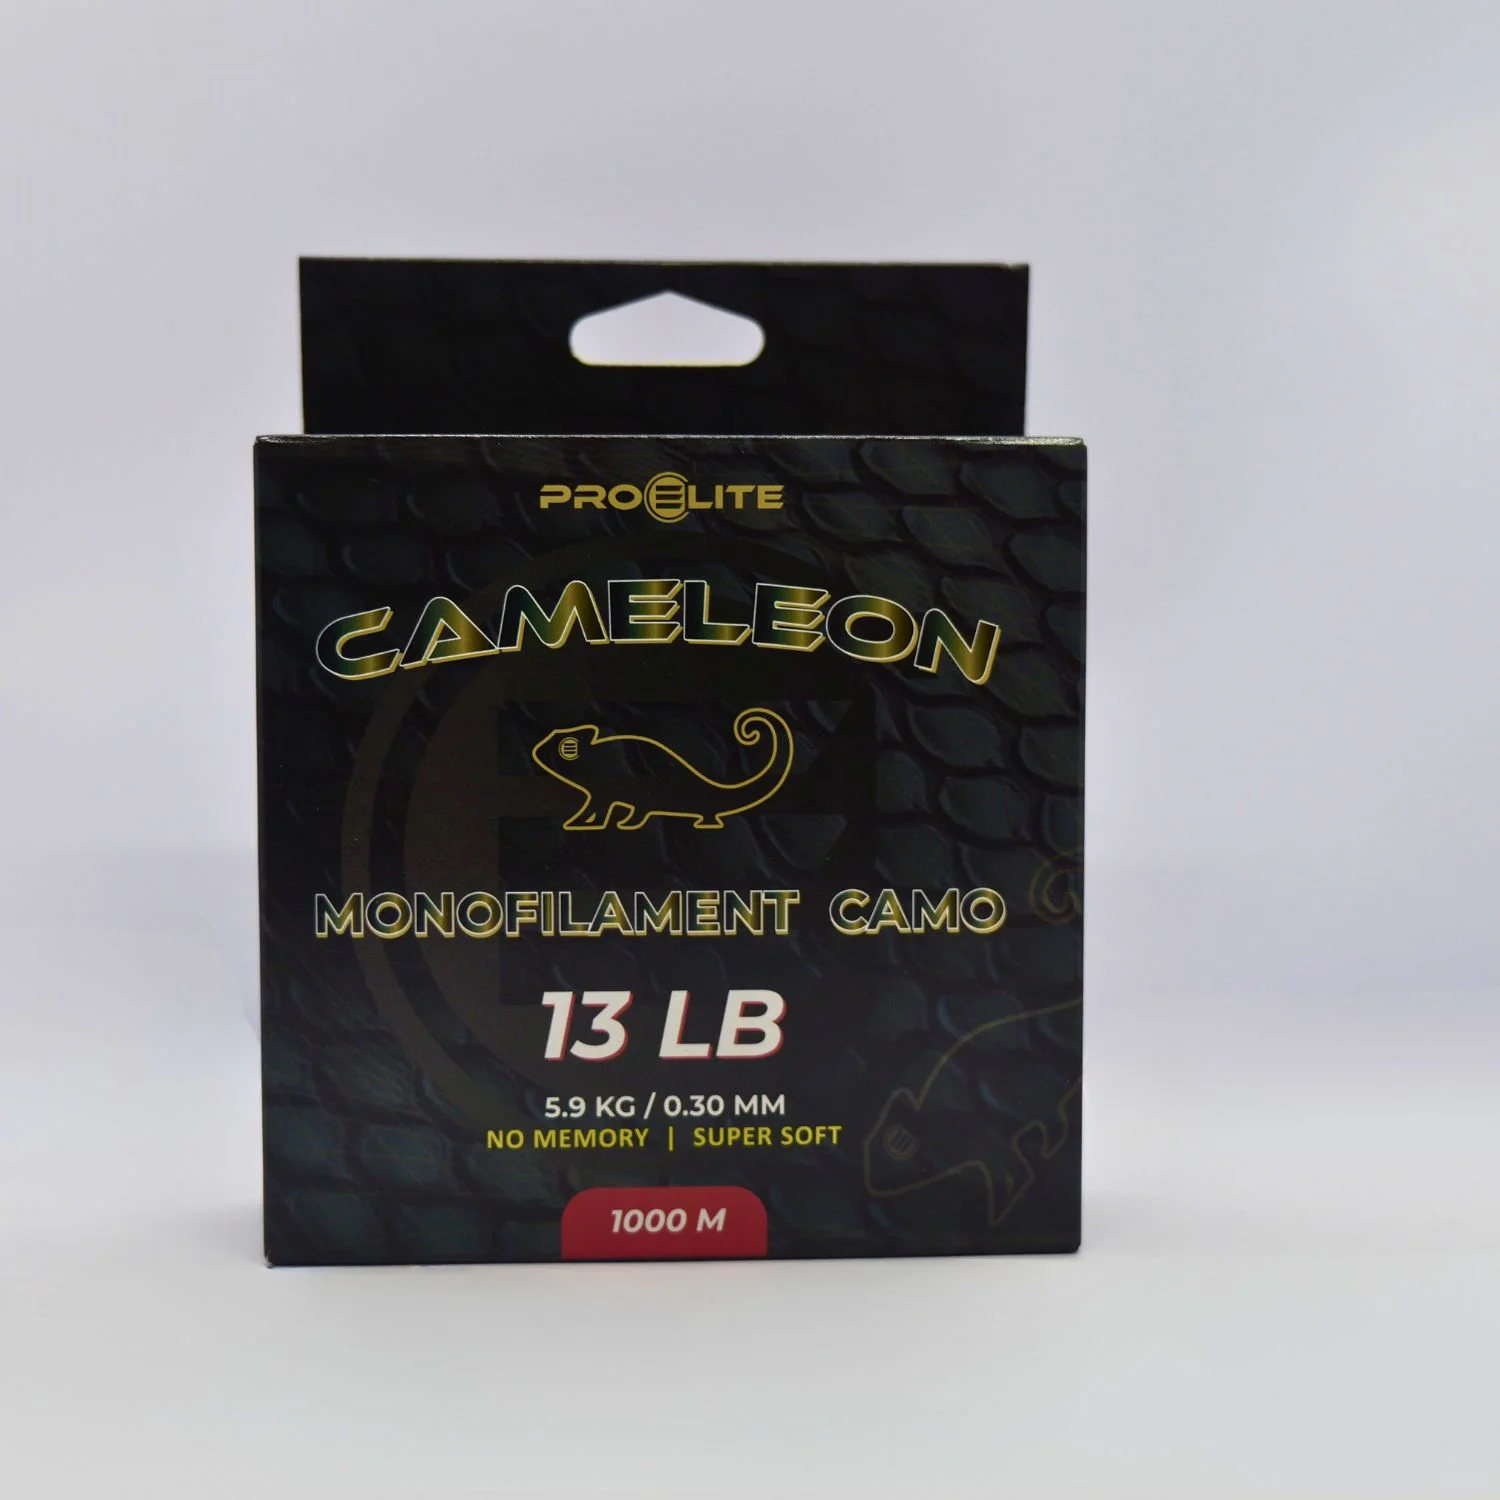 PROELITE
CAMELEON
MONOFILAMENT CAMO
13 LB
5.9 KG / 0.30 MM
NO MEMORY | SUPER SOFT
1000 M